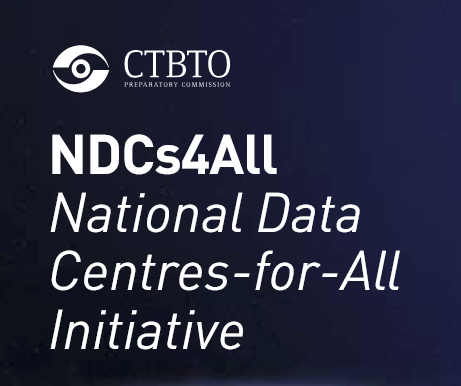 CTBTO
PREPARATORY COMMISSION
NDCs4All
National Data
Centres-for-All
Initiative